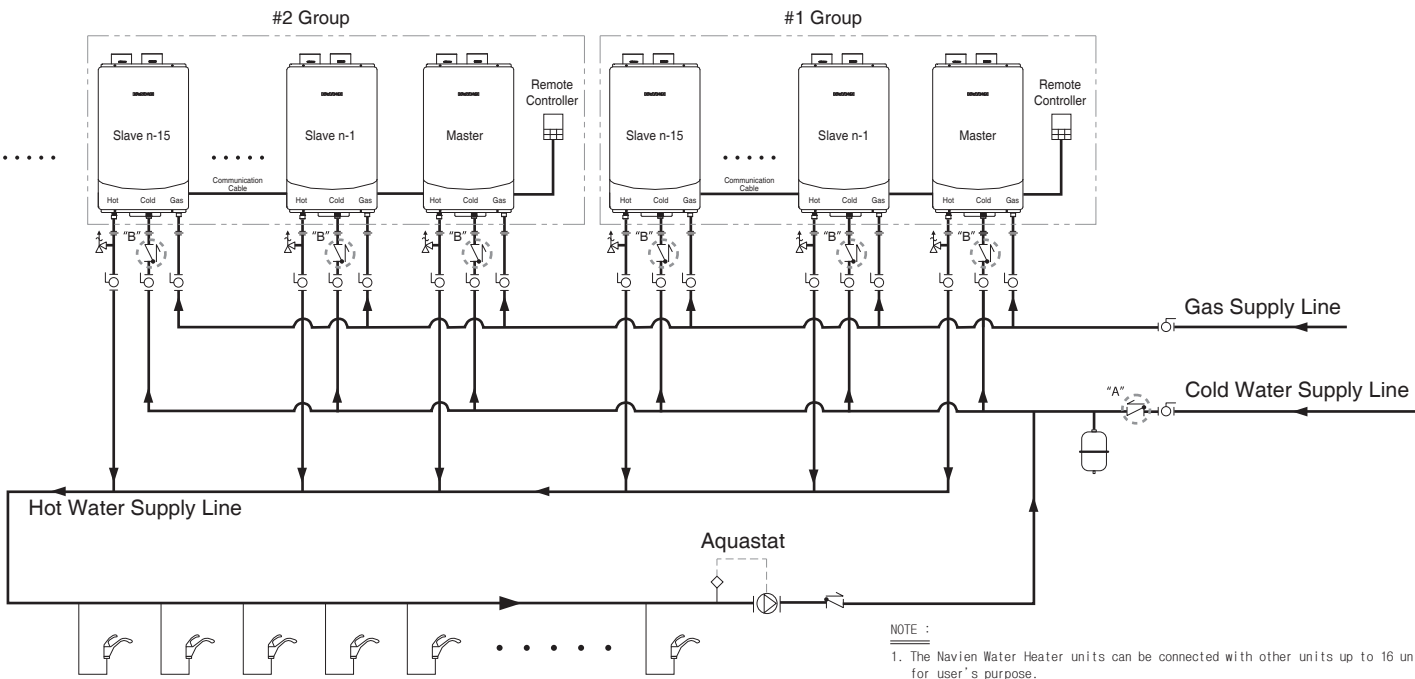 #2 Group
#1 Group
Remote
Controller
Remote
Controller
Slave n-15
Slave n-1
Master
Slave n-15
Slave n-1
Master
Communication
Cable
Communication
Cable
Hot Cold Gas
Hot Cold Gas
Hot Cold Gas
Hot Cold Gas
Hot Cold Gas
Hot Cold Gas
"B"
"B"
"B"
"B"
"B"
"B"
Gas Supply Line
"A"
Cold Water Supply Line
Hot Water Supply Line
Aquastat
NOTE :
1. The Navien Water Heater units can be connected with other units up to 16 un
for user's purpose.